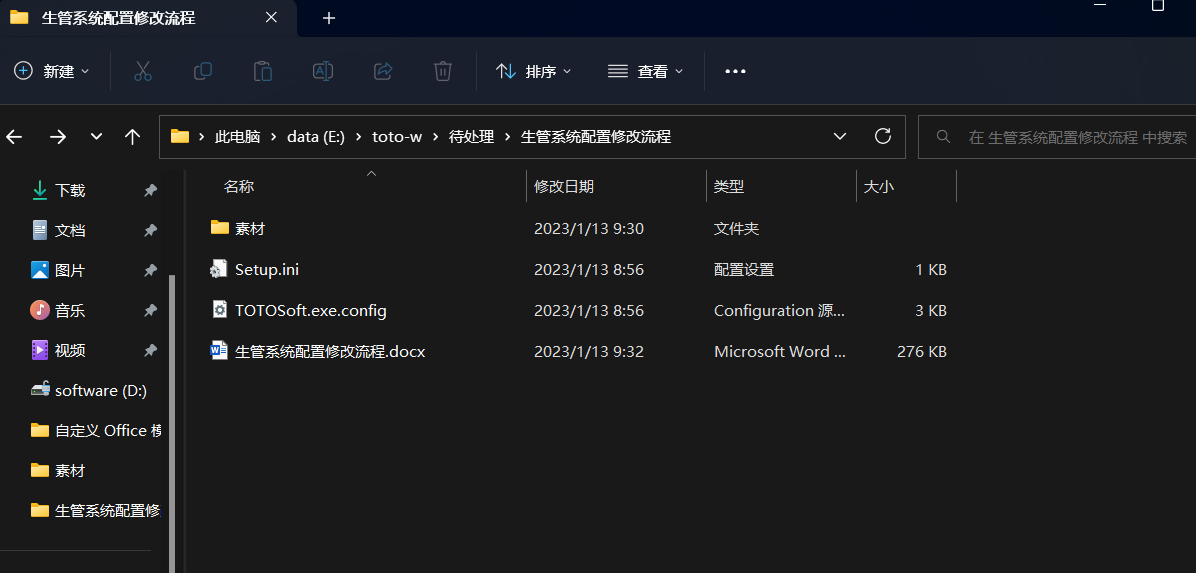 生管系统配置修改流程
新建
排序
查看
此电脑 > data (E:) > toto-w > 待处理 > 生管系统配置修改流程
在 生管系统配置修改流程 中搜索
下载
文档
图片
音乐
视频
software (D:)
自定义 Office 模
素材
生管系统配置修
名称 修改日期 类型 大小
素材 2023/1/13 9:30 文件夹
Setup.ini 2023/1/13 8:56 配置设置 1 KB
TOTOSoft.exe.config 2023/1/13 8:56 Configuration 源... 3 KB
生管系统配置修改流程.docx 2023/1/13 9:32 Microsoft Word ... 276 KB